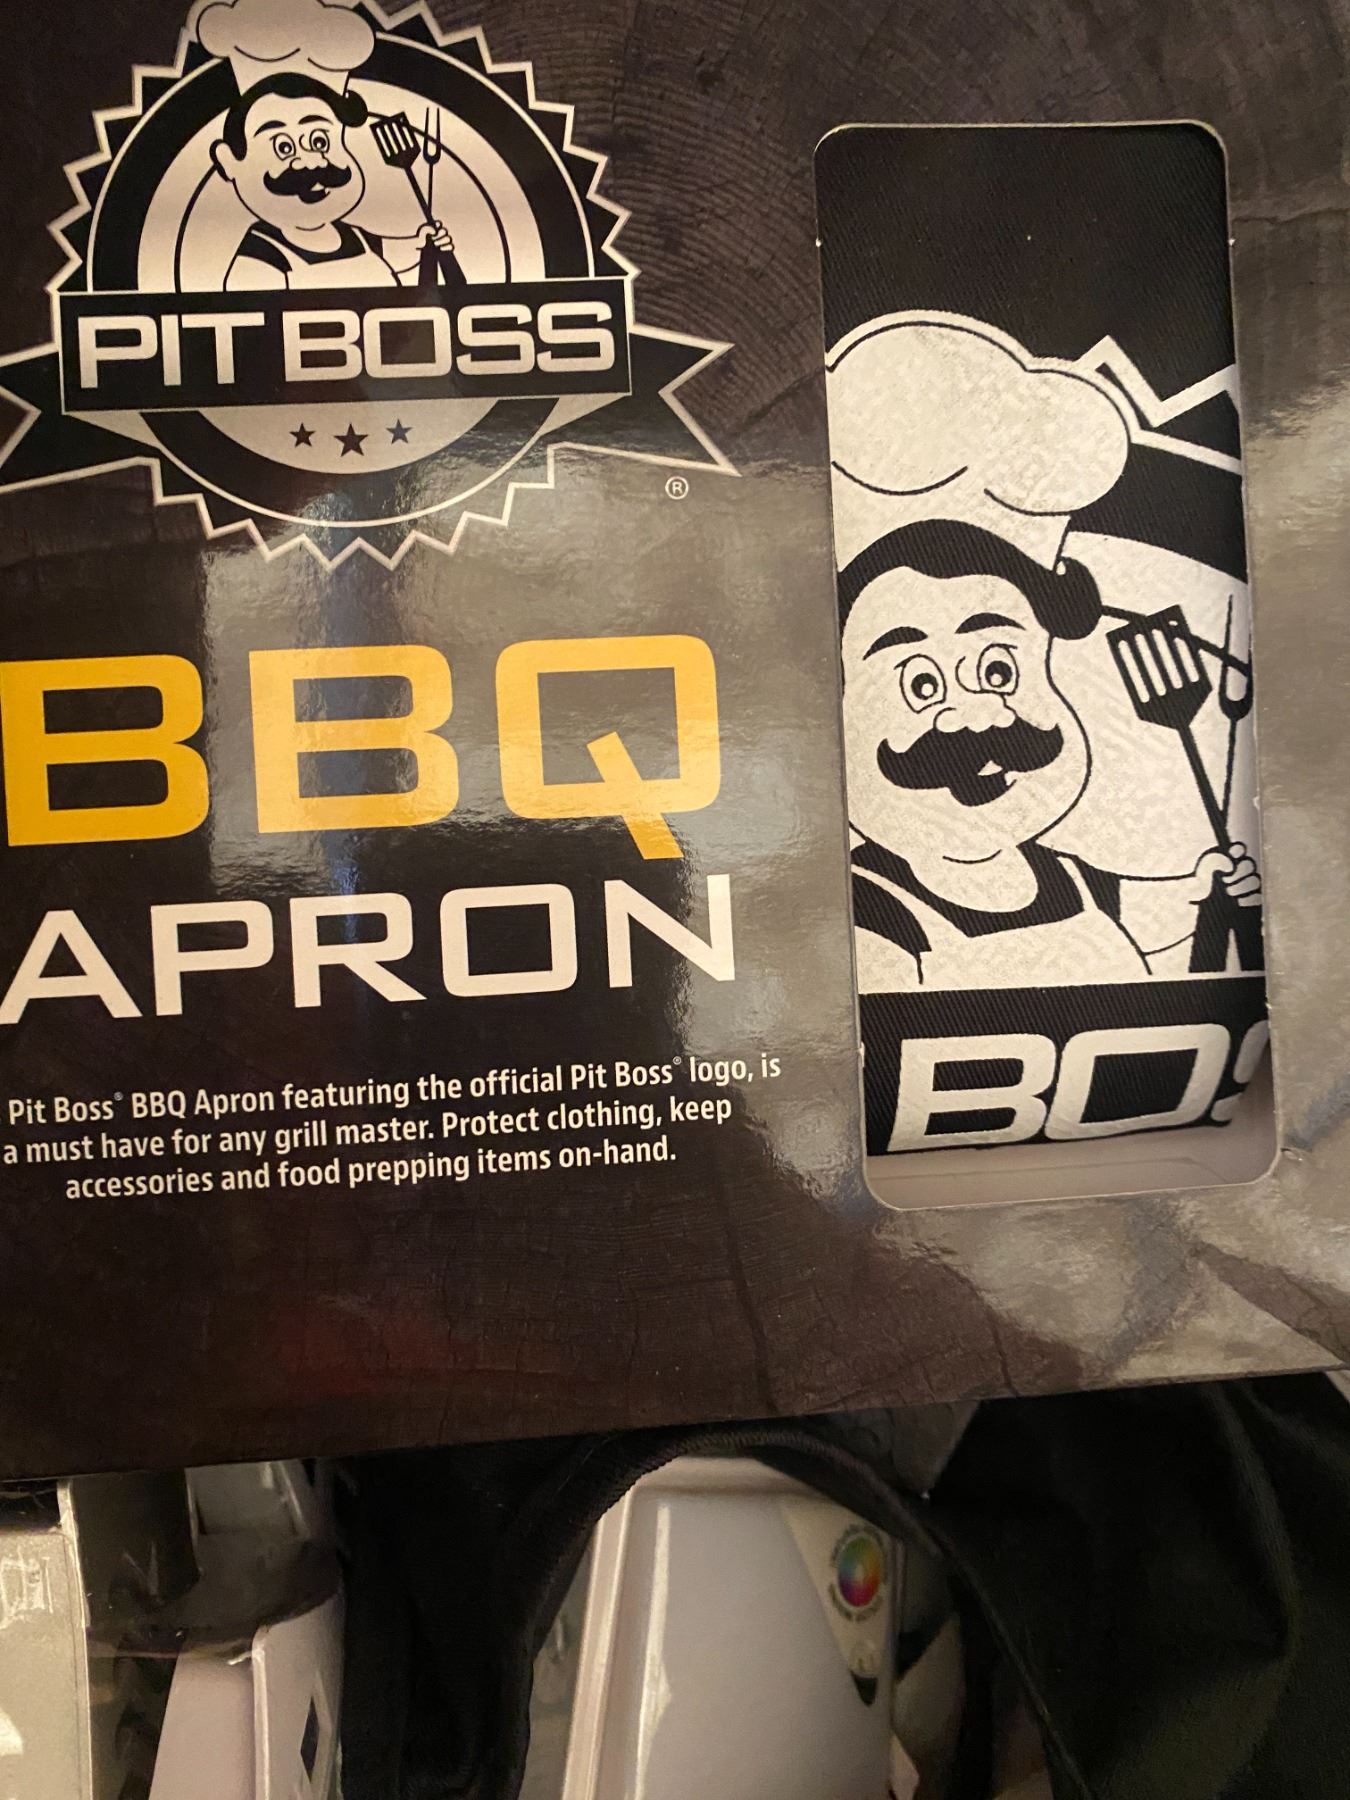 PIT BOSS
®
BBQ
APRON
Pit Boss® BBQ Apron featuring the official Pit Boss® logo, is
a must have for any grill master. Protect clothing, keep
accessories and food prepping items on-hand.
BOS